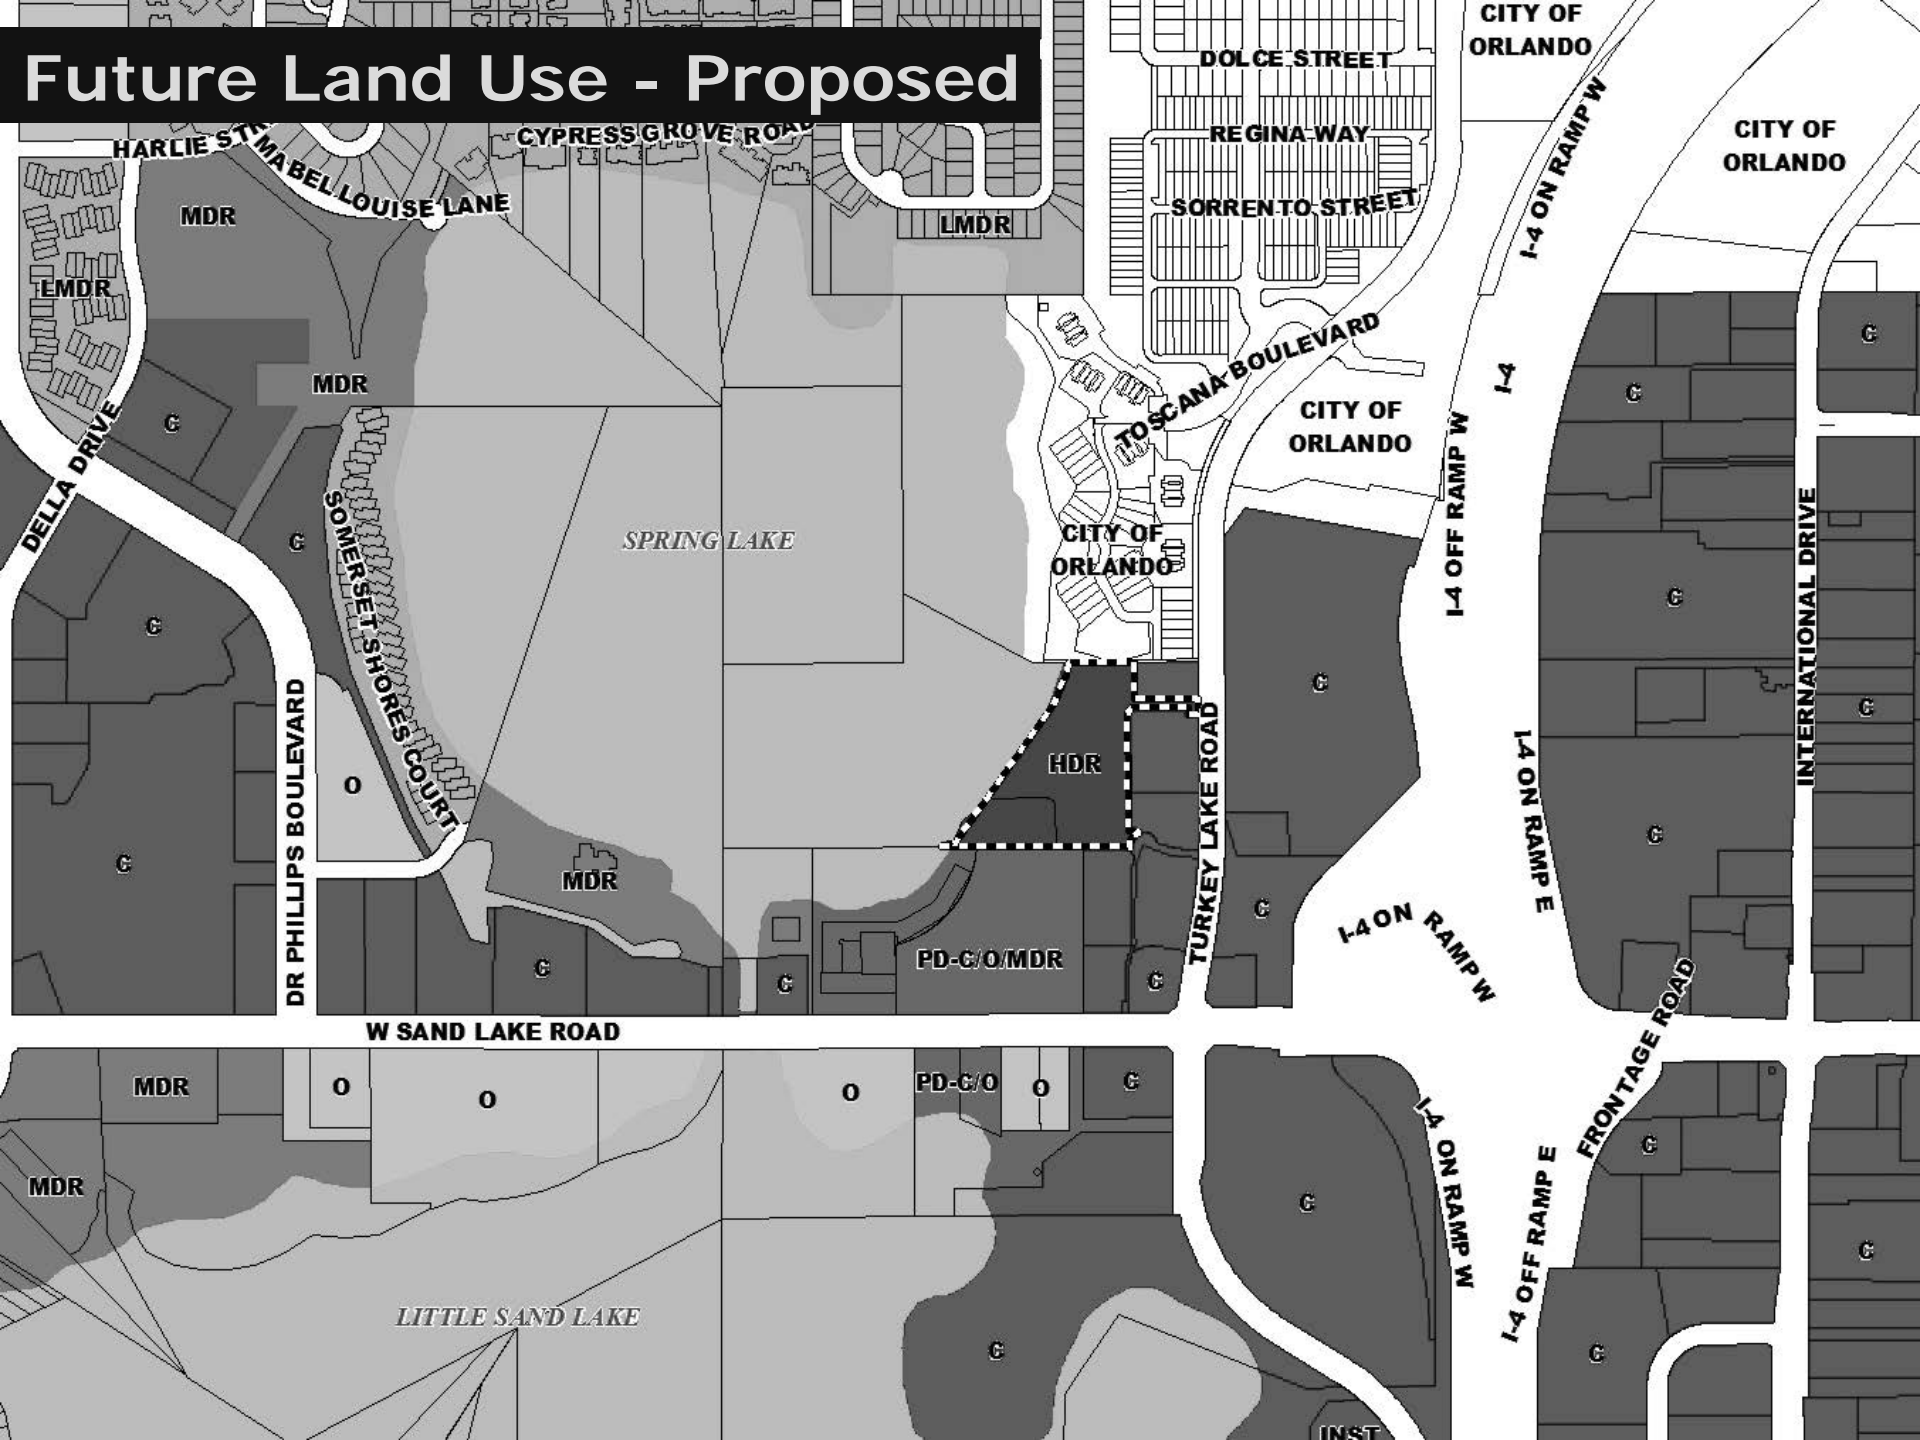 CITY OF
ORLANDO
Future Land Use - Proposed
DOLCE STREET
I-4 ON RAMP W
HARLIE STR
CYPRESS GROVE ROAD
REGINA WAY
CITY OF
ORLANDO
MABEL LOUISE LANE
MDR
SORRENTO STREET
LMDR
LMDR
TOSCANA BOULEVARD
C
MDR
I-4
C
C
CITY OF
ORLANDO
DELLA DRIVE
I-4 OFF RAMP W
SOMERSET SHORES COURT
C
SPRING LAKE
CITY OF
ORLANDO
INTERNATIONAL DRIVE
C
C
C
C
DR PHILLIPS BOULEVARD
TURKEY LAKE ROAD
HDR
I-4 ON RAMP E
O
C
C
MDR
C
I-4 ON RAMP W
PD-C/O/MDR
C
C
C
FRONTAGE ROAD
W SAND LAKE ROAD
MDR
O
O
O
PD-C/O
O
C
I-4 ON RAMP W
C
MDR
C
I-4 OFF RAMP E
C
LITTLE SAND LAKE
C
C
INST